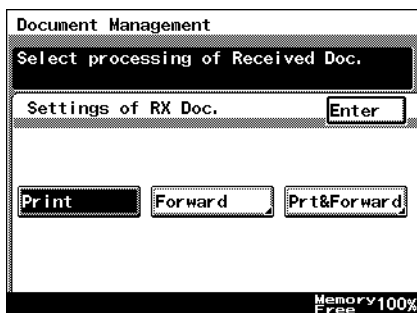 Document Management
Select processing of Received Doc.
Settings of RX Doc. Enter
Print Forward Prt&Forward
Memory Free 100%